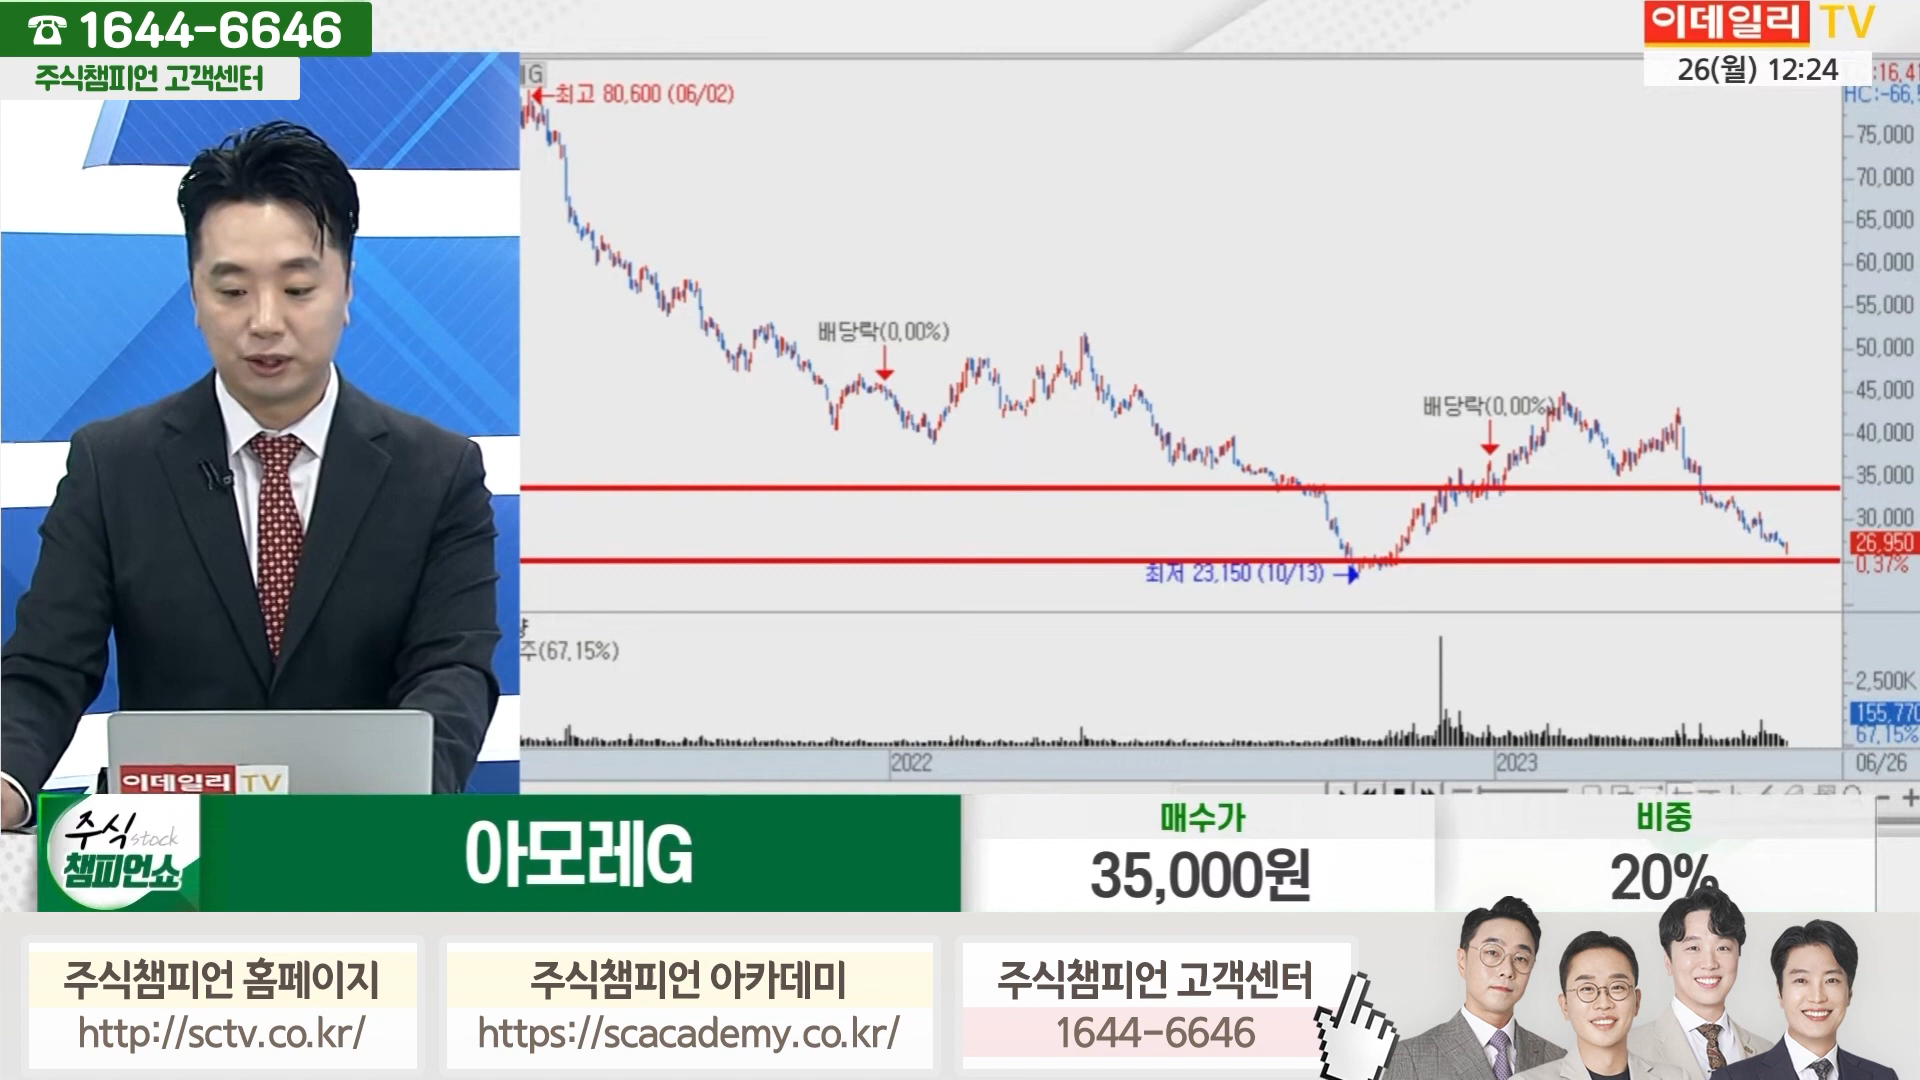 ☎ 1644-6646
주식챔피언 고객센터
이데일리 TV
26(월) 12:24
G
최고 80,600 (06/02)
:16,41
HC:-66,5
75,000
70,000
65,000
60,000
55,000
50,000
45,000
40,000
35,000
30,000
26,950
0,37%
배당락(0,00%)
배당락(0,00%)
최저 23,150 (10/13)
주(67,15%)
2,500K
155,770
67,15%
2022
2023
06/26
이데일리 TV
주식 stock
챔피언쇼
아모레G
매수가
35,000원
비중
20%
주식챔피언 홈페이지
http://sctv.co.kr/
주식챔피언 아카데미
https://scacademy.co.kr/
주식챔피언 고객센터
1644-6646